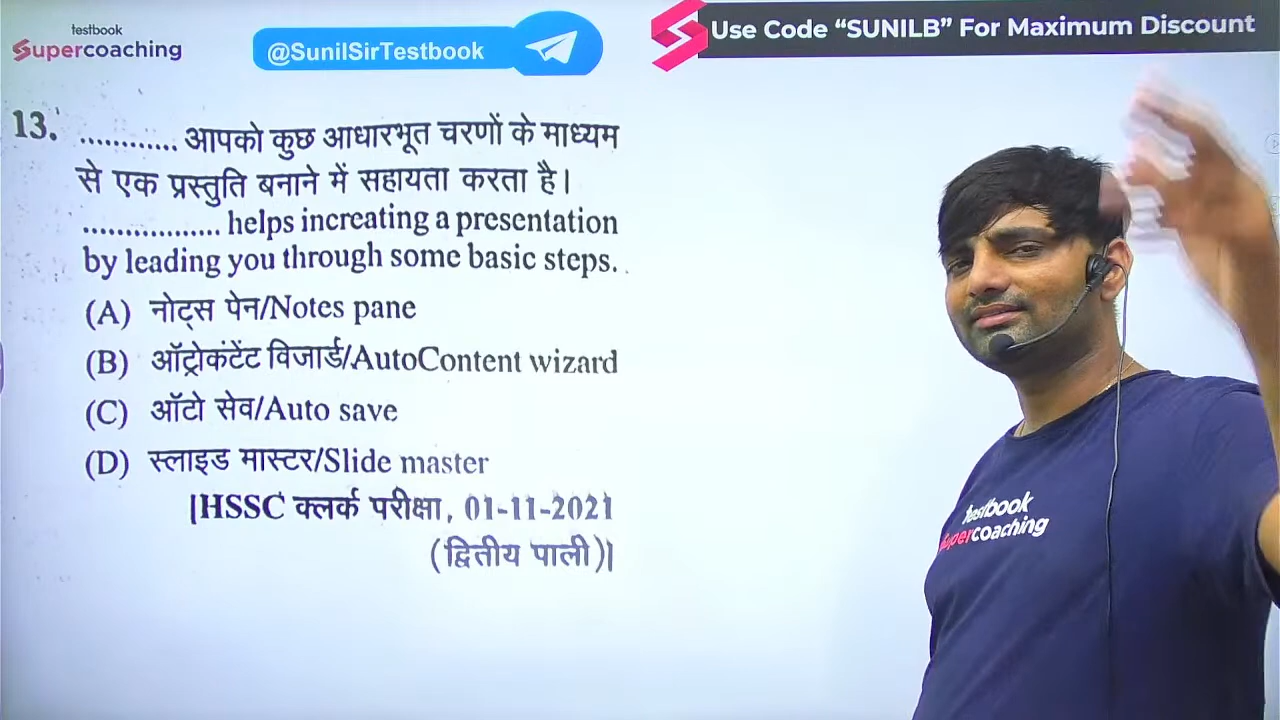 testbook
Supercoaching
@SunilSirTestbook
Use Code “SUNILB” For Maximum Discount
13. ............ आपको कुछ आधारभूत चरणों के माध्यम
से एक प्रस्तुति बनाने में सहायता करता है।
................. helps increating a presentation
by leading you through some basic steps.
(A) नोट्स पेन/Notes pane
(B) ऑट्रोकंटेंट विजार्ड/AutoContent wizard
(C) ऑटो सेव/Auto save
(D) स्लाइड मास्टर/Slide master
[HSSC क्लर्क परीक्षा, 01-11-2021
(द्वितीय पाली)]
testbook
Supercoaching